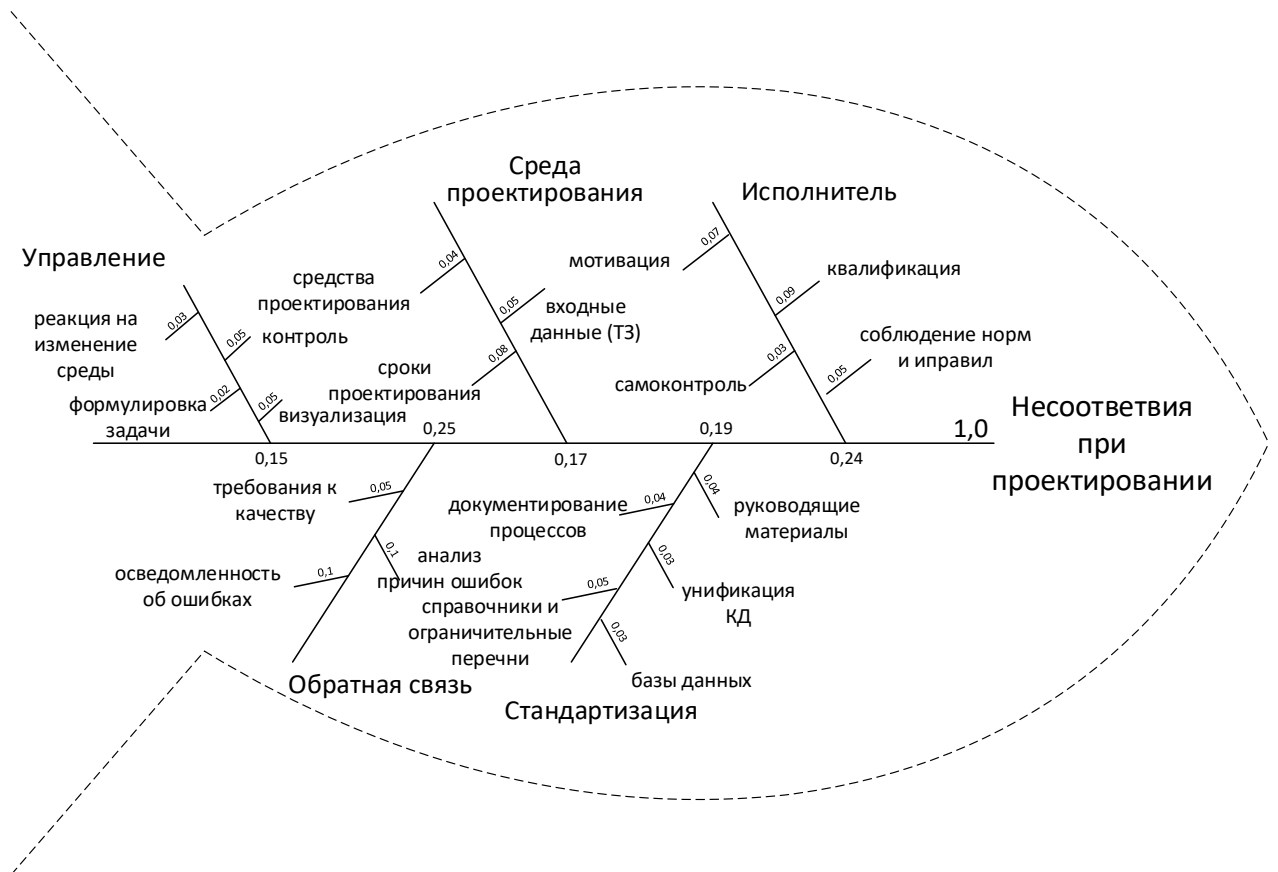 Среда
проектирования
Исполнитель
Управление
0,07
мотивация
0,04
квалификация
средства
проектирования
0,09
0,05
входные
данные (ТЗ)
реакция на
изменение
среды
0,03
0,05
контроль
соблюдение норм
и иправил
0,08
0,03
сроки
проектирования
самоконтроль
0,05
формулировка
задачи
0,02
0,05
визуализация
Несоответвия
при
проектировании
0,25
0,19
1,0
0,15
0,17
0,24
требования к
качеству
0,05
документирование
процессов
0,04
0,04
руководящие
материалы
0,1
анализ
причин ошибок
0,03
осведомленность
об ошибках
0,1
унификация
КД
справочники и
ограничительные
перечни
0,05
0,03
базы данных
Обратная связь
Стандартизация